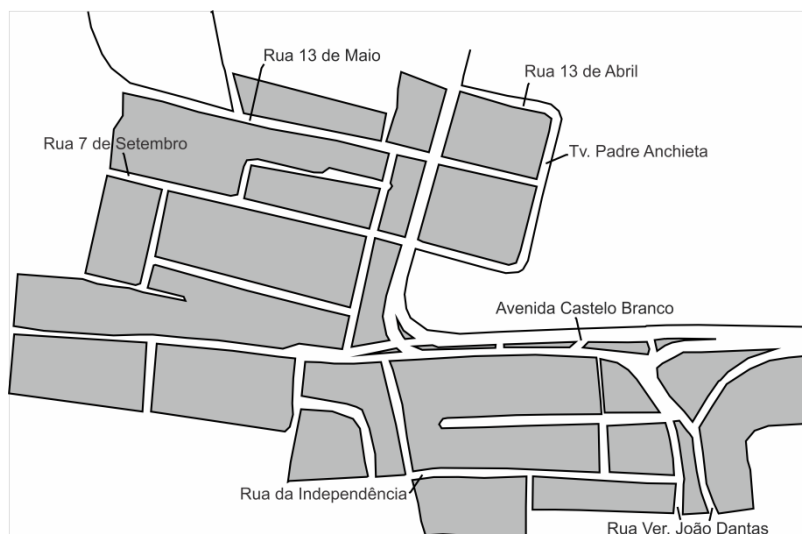 Rua 13 de Maio
Rua 13 de Abril
Rua 7 de Setembro
Tv. Padre Anchieta
Avenida Castelo Branco
Rua da Independência
Rua Ver. João Dantas